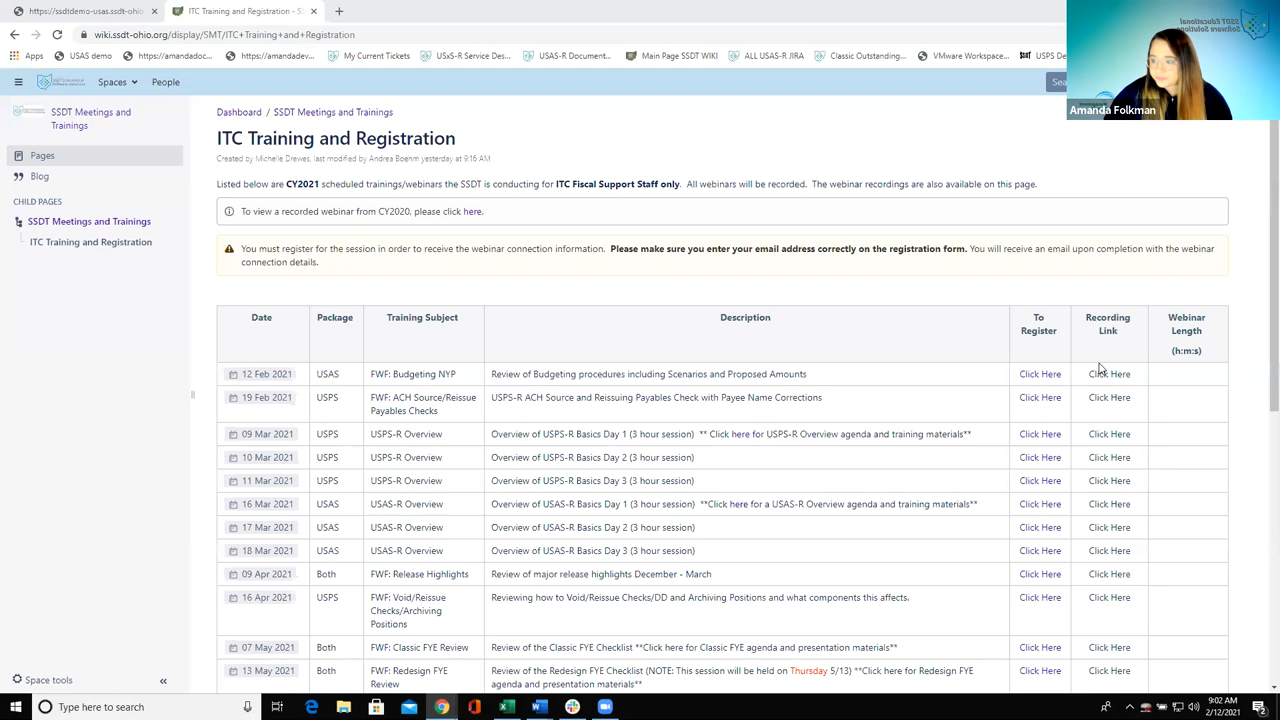 https://ssdtdemo-usas.ssdt-ohio
ITC Training and Registration - S
wiki.ssdt-ohio.org/display/SMT/ITC+Training+and+Registration
Apps
USAS demo
https://amandadoc...
https://amandadev...
My Current Tickets
USxS-R Service Des...
USAS-R Document...
Main Page SSDT WIKI
ALL USAS-R JIRA
Classic Outstanding...
VMware Workspace...
USPS De
Spaces
People
Sea
Amanda Folkman
SSDT Meetings and
Trainings
Pages
Blog
CHILD PAGES
SSDT Meetings and Trainings
ITC Training and Registration
Dashboard / SSDT Meetings and Trainings
ITC Training and Registration
Created by Michelle Drewes, last modified by Andrea Boehm yesterday at 9:16 AM
Listed below are CY2021 scheduled trainings/webinars the SSDT is conducting for ITC Fiscal Support Staff only. All webinars will be recorded. The webinar recordings are also available on this page.
To view a recorded webinar from CY2020, please click here.
You must register for the session in order to receive the webinar connection information. Please make sure you enter your email address correctly on the registration form. You will receive an email upon completion with the webinar
connection details.
Date Package Training Subject Description To Register Recording Link Webinar Length (h:m:s)
12 Feb 2021 USAS FWF: Budgeting NYP Review of Budgeting procedures including Scenarios and Proposed Amounts Click Here Click Here
19 Feb 2021 USPS FWF: ACH Source/Reissue Payables Checks USPS-R ACH Source and Reissuing Payables Check with Payee Name Corrections Click Here Click Here
09 Mar 2021 USPS USPS-R Overview Overview of USPS-R Basics Day 1 (3 hour session) ** Click here for USPS-R Overview agenda and training materials** Click Here Click Here
10 Mar 2021 USPS USPS-R Overview Overview of USPS-R Basics Day 2 (3 hour session) Click Here Click Here
11 Mar 2021 USPS USPS-R Overview Overview of USPS-R Basics Day 3 (3 hour session) Click Here Click Here
16 Mar 2021 USAS USAS-R Overview Overview of USAS-R Basics Day 1 (3 hour session) **Click here for a USAS-R Overview agenda and training materials** Click Here Click Here
17 Mar 2021 USAS USAS-R Overview Overview of USAS-R Basics Day 2 (3 hour session) Click Here Click Here
18 Mar 2021 USAS USAS-R Overview Overview of USAS-R Basics Day 3 (3 hour session) Click Here Click Here
09 Apr 2021 Both FWF: Release Highlights Review of major release highlights December - March Click Here Click Here
16 Apr 2021 USPS FWF: Void/Reissue Checks/Archiving Positions Reviewing how to Void/Reissue Checks/DD and Archiving Positions and what components this affects. Click Here Click Here
07 May 2021 Both FWF: Classic FYE Review Review of the Classic FYE Checklist **Click here for Classic FYE agenda and presentation materials** Click Here Click Here
13 May 2021 Both FWF: Redesign FYE Review Review of the Redesign FYE Checklist (NOTE: This session will be held on Thursday 5/13) **Click here for Redesign FYE agenda and presentation materials** Click Here Click Here
Space tools
Type here to search
9:02 AM
2/12/2021